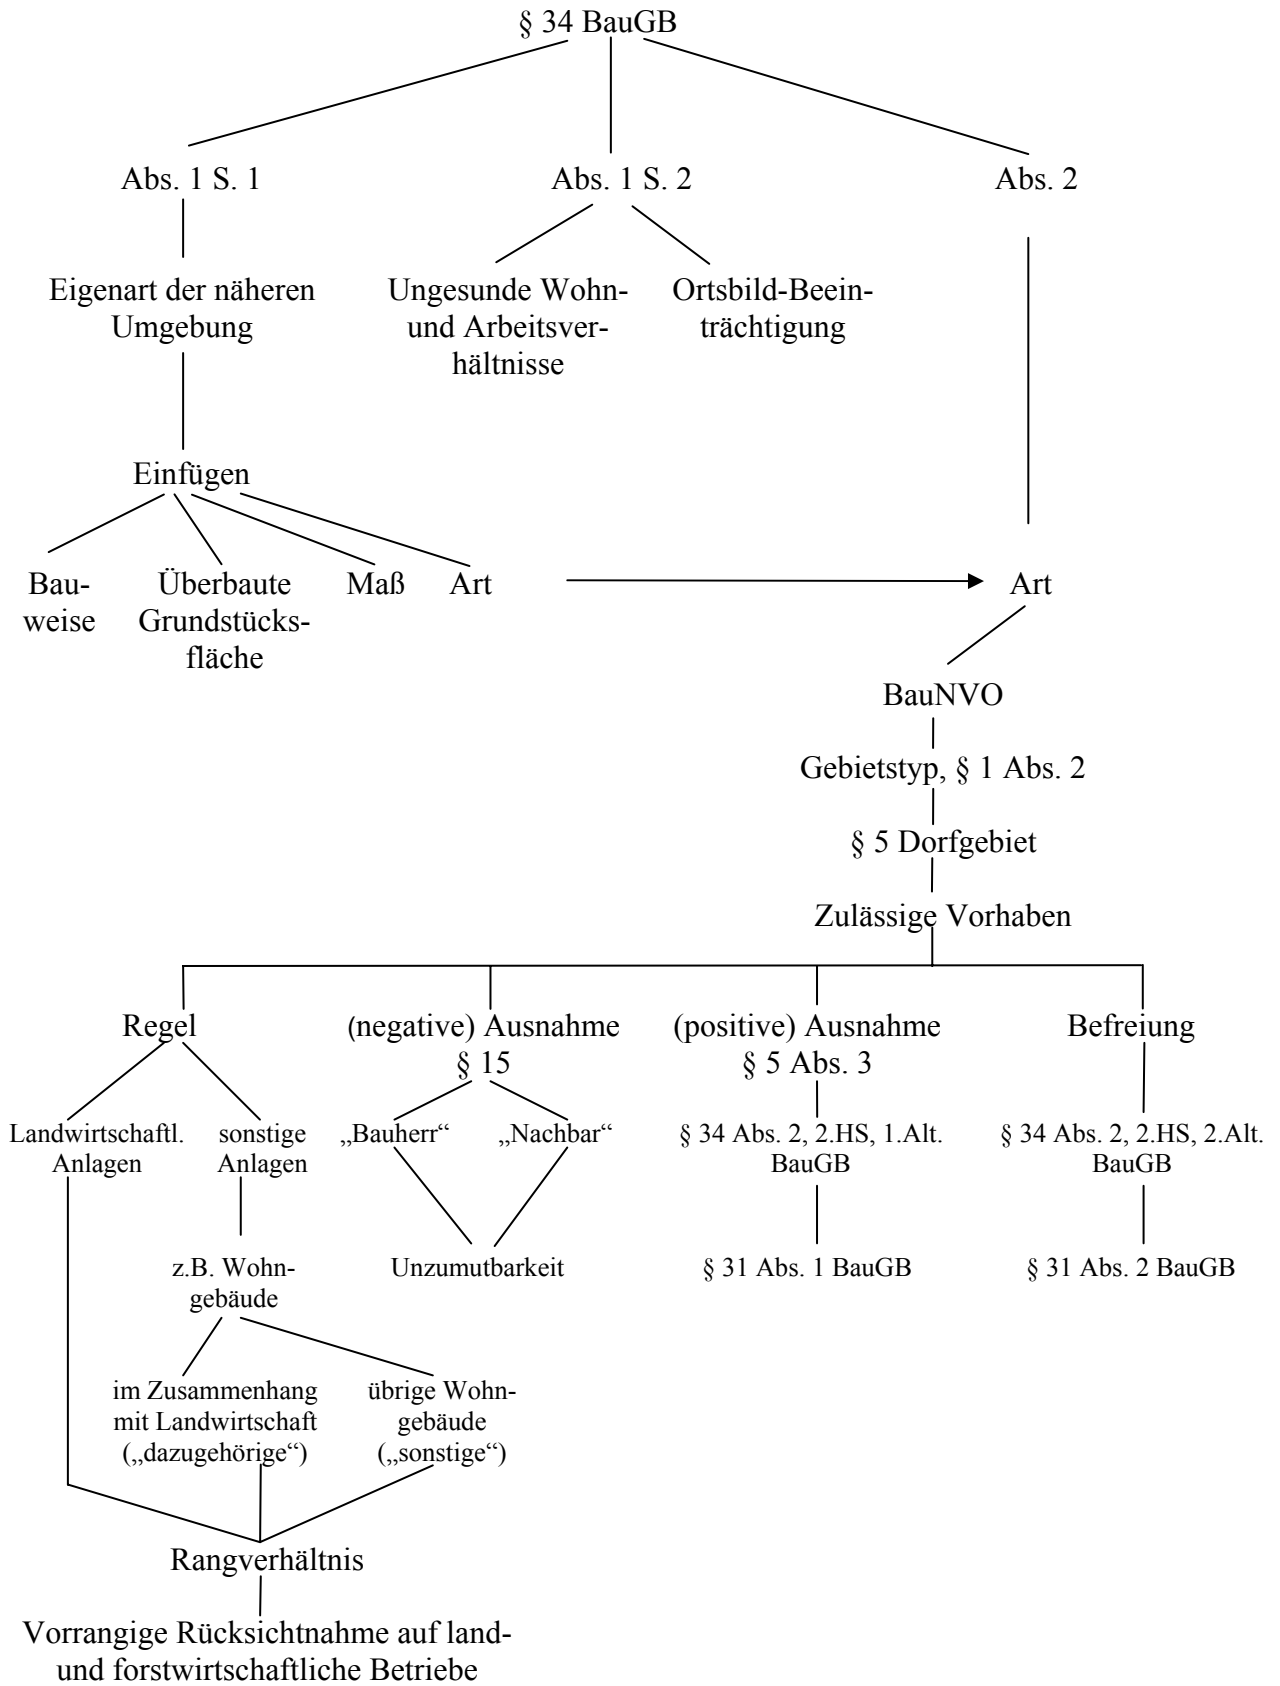 § 34 BauGB
Abs. 1 S. 1
Abs. 1 S. 2
Abs. 2
Eigenart der näheren
Umgebung
Ungesunde Wohn-
und Arbeitsver-
hältnisse
Ortsbild-Beein-
trächtigung
Einfügen
Bau-
weise
Überbaute
Grundstücks-
fläche
Maß
Art
Art
BauNVO
Gebietstyp, § 1 Abs. 2
§ 5 Dorfgebiet
Zulässige Vorhaben
Regel
(negative) Ausnahme
§ 15
(positive) Ausnahme
§ 5 Abs. 3
Befreiung
Landwirtschaftl.
Anlagen
sonstige
Anlagen
„Bauherr“
„Nachbar“
§ 34 Abs. 2, 2.HS, 1.Alt.
BauGB
§ 34 Abs. 2, 2.HS, 2.Alt.
BauGB
z.B. Wohn-
gebäude
Unzumutbarkeit
§ 31 Abs. 1 BauGB
§ 31 Abs. 2 BauGB
im Zusammenhang
mit Landwirtschaft
(„dazugehörige“)
übrige Wohn-
gebäude
(„sonstige“)
Rangverhältnis
Vorrangige Rücksichtnahme auf land-
und forstwirtschaftliche Betriebe